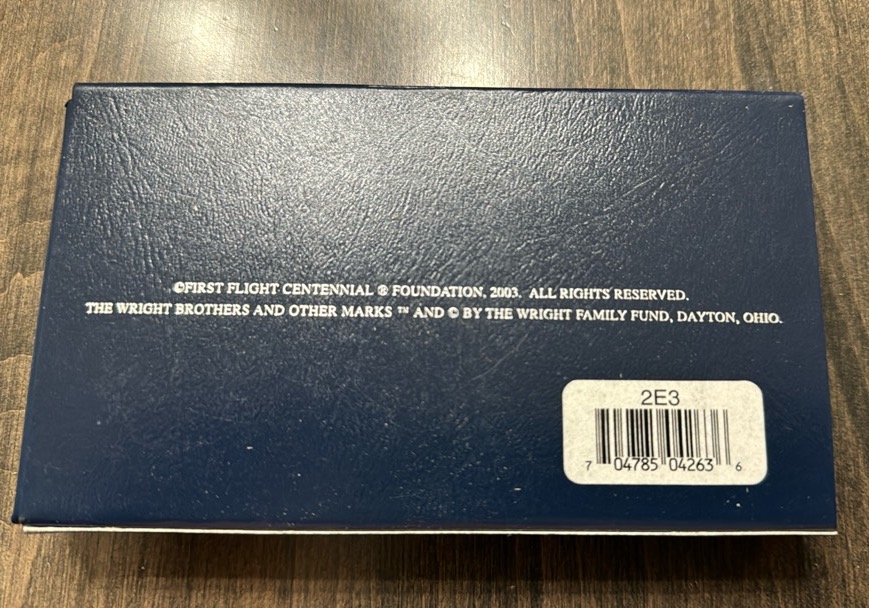 ©FIRST FLIGHT CENTENNIAL ® FOUNDATION, 2003. ALL RIGHTS RESERVED.
THE WRIGHT BROTHERS AND OTHER MARKS ™ AND © BY THE WRIGHT FAMILY FUND, DAYTON, OHIO.
2E3
7 04785 04263 6